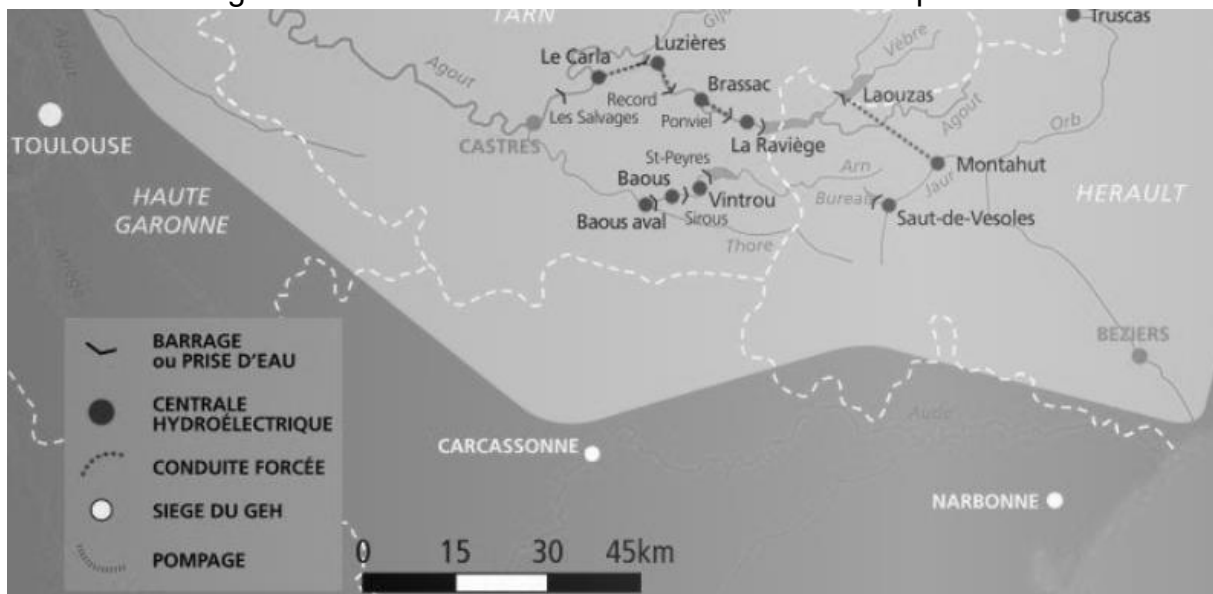 TARN
Gijou
Truscas
Luzières
Vèbre
Le Carla
Agout
Agout
Brassac
Record
Laouzas
Les Salvages
Ponviel
Agout
Orb
TOULOUSE
CASTRES
La Raviège
St-Peyres
Arn
Montahut
Baous
Jaur
HERAULT
HAUTE
GARONNE
Vintrou
Bureau
Baous aval
Sirous
Saut-de-Vesoles
Thore
Ariège
BARRAGE
ou PRISE D'EAU
BEZIERS
CENTRALE
HYDROÉLECTRIQUE
Aude
CARCASSONNE
CONDUITE FORCÉE
NARBONNE
SIEGE DU GEH
POMPAGE
0 15 30 45km